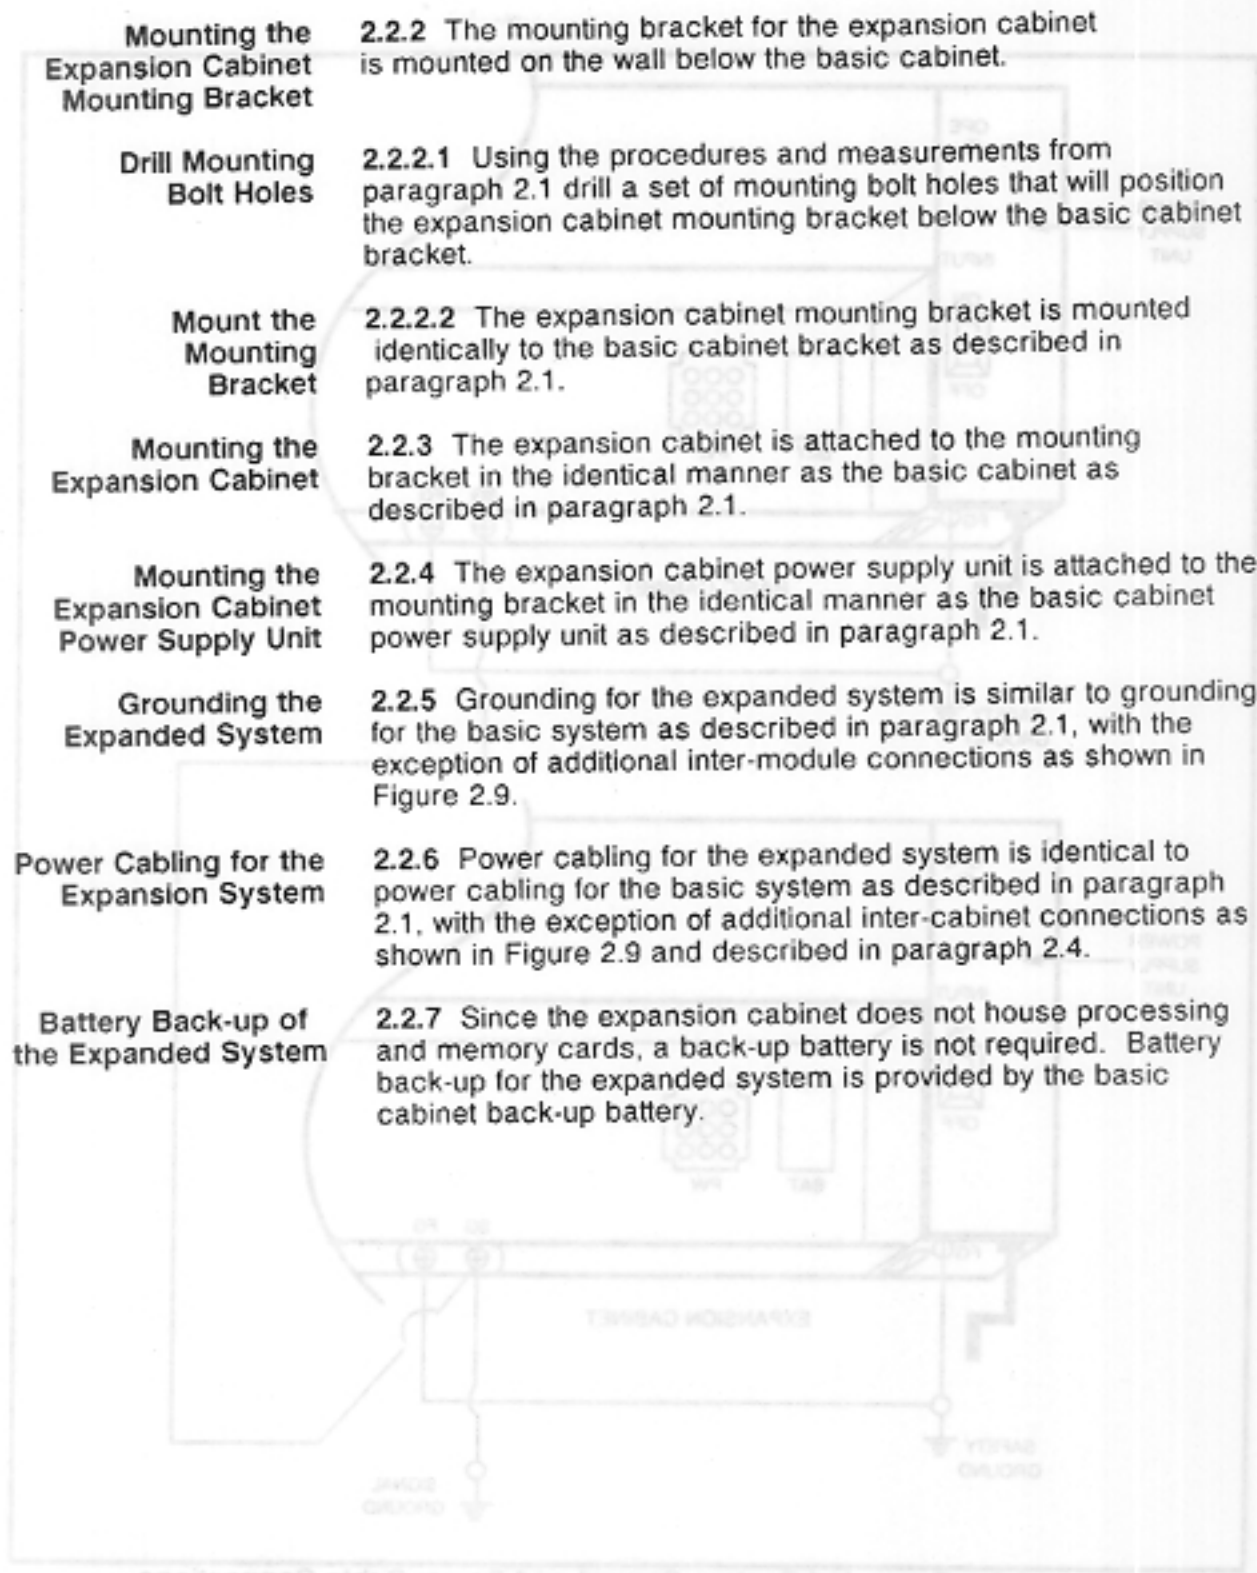 Mounting the
Expansion Cabinet
Mounting Bracket
2.2.2 The mounting bracket for the expansion cabinet
is mounted on the wall below the basic cabinet.
Drill Mounting
Bolt Holes
2.2.2.1 Using the procedures and measurements from
paragraph 2.1 drill a set of mounting bolt holes that will position
the expansion cabinet mounting bracket below the basic cabinet
bracket.
Mount the
Mounting
Bracket
2.2.2.2 The expansion cabinet mounting bracket is mounted
identically to the basic cabinet bracket as described in
paragraph 2.1.
Mounting the
Expansion Cabinet
2.2.3 The expansion cabinet is attached to the mounting
bracket in the identical manner as the basic cabinet as
described in paragraph 2.1.
Mounting the
Expansion Cabinet
Power Supply Unit
2.2.4 The expansion cabinet power supply unit is attached to the
mounting bracket in the identical manner as the basic cabinet
power supply unit as described in paragraph 2.1.
Grounding the
Expanded System
2.2.5 Grounding for the expanded system is similar to grounding
for the basic system as described in paragraph 2.1, with the
exception of additional inter-module connections as shown in
Figure 2.9.
Power Cabling for the
Expansion System
2.2.6 Power cabling for the expanded system is identical to
power cabling for the basic system as described in paragraph
2.1, with the exception of additional inter-cabinet connections as
shown in Figure 2.9 and described in paragraph 2.4.
Battery Back-up of
the Expanded System
2.2.7 Since the expansion cabinet does not house processing
and memory cards, a back-up battery is not required. Battery
back-up for the expanded system is provided by the basic
cabinet back-up battery.
POWER
SUPPLY
UNIT
PW
BAT
FG
SG
EXPANSION CABINET
SAFETY
GROUND
SIGNAL
GROUND